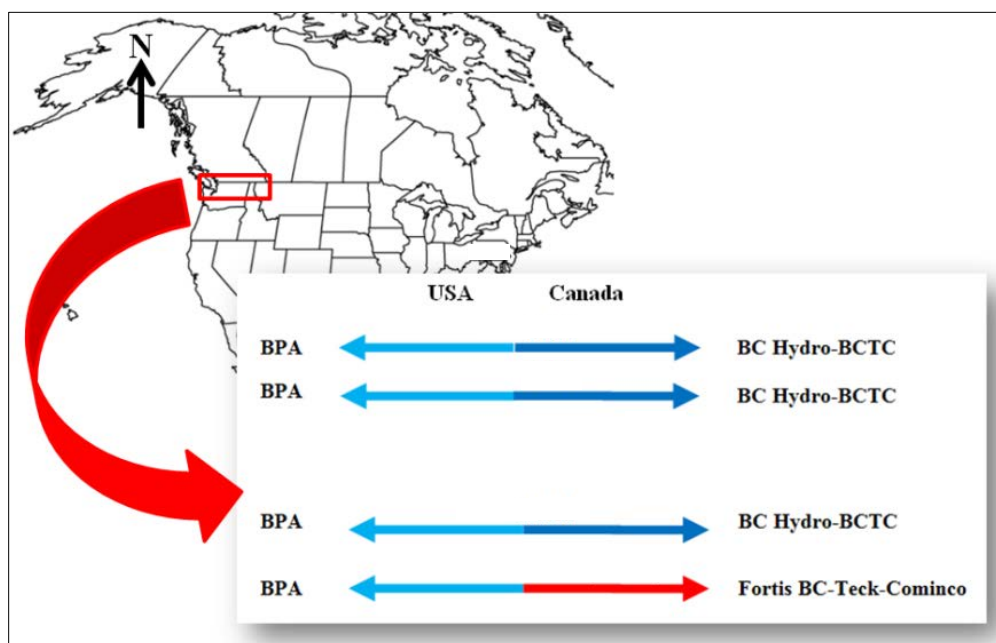 N
USA Canada
BPA BC Hydro-BCTC
BPA BC Hydro-BCTC
BPA BC Hydro-BCTC
BPA Fortis BC-Teck-Cominco